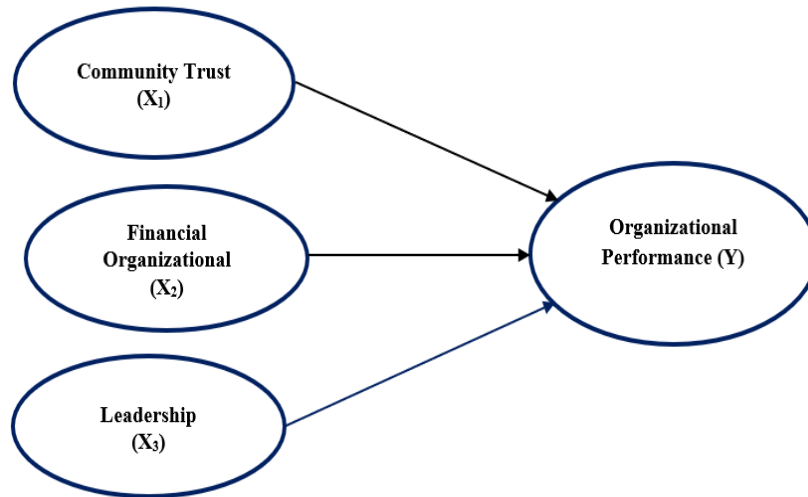 Community Trust
(X₁)
Financial
Organizational
(X₂)
Leadership
(X₃)
Organizational
Performance (Y)